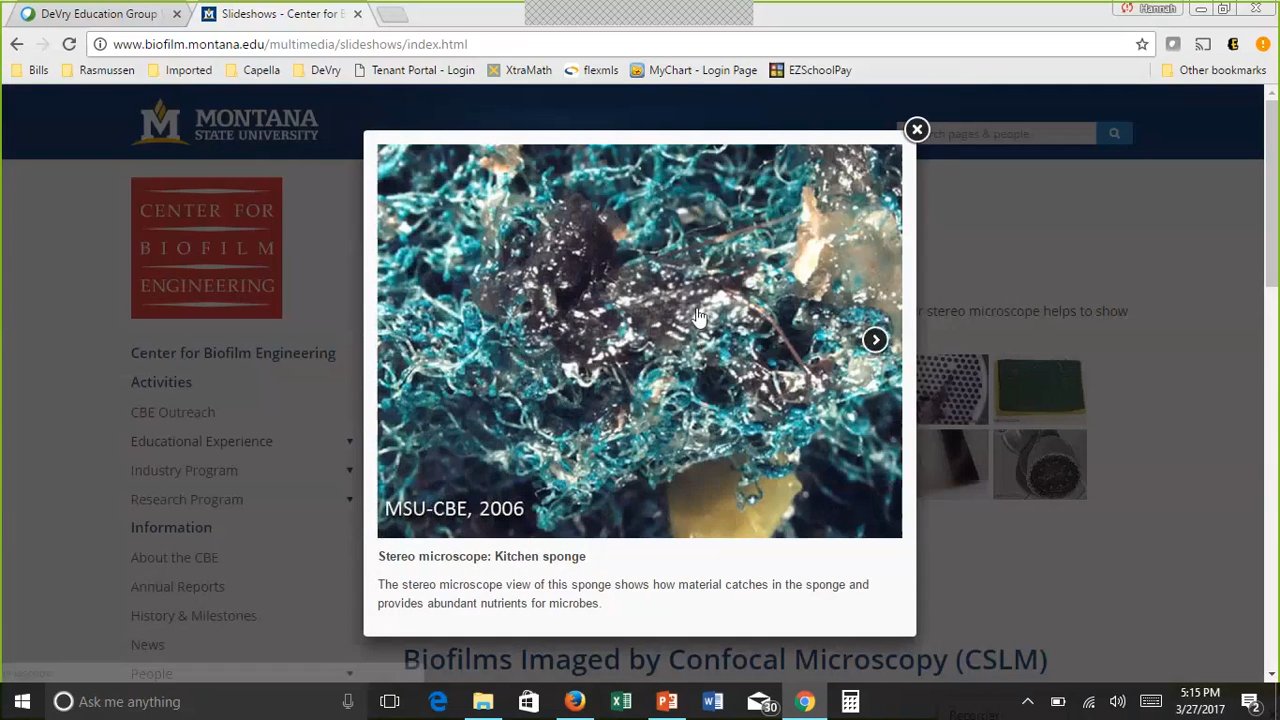 DeVry Education Group
Slideshows - Center for B
Hannah
www.biofilm.montana.edu/multimedia/slideshows/index.html
Bills
Rasmussen
Imported
Capella
DeVry
Tenant Portal - Login
XtraMath
flexmls
MyChart - Login Page
EZSchoolPay
Other bookmarks
M MONTANA
STATE UNIVERSITY
ch pages & people
CENTER FOR
BIOFILM
ENGINEERING
r stereo microscope helps to show
Center for Biofilm Engineering
Activities
CBE Outreach
Educational Experience
Industry Program
Research Program
Information
About the CBE
Annual Reports
History & Milestones
News
People
MSU-CBE, 2006
Stereo microscope: Kitchen sponge
The stereo microscope view of this sponge shows how material catches in the sponge and
provides abundant nutrients for microbes.
Biofilms Imaged by Confocal Microscopy (CSLM)
Ask me anything
30
5:15 PM
3/27/2017
2